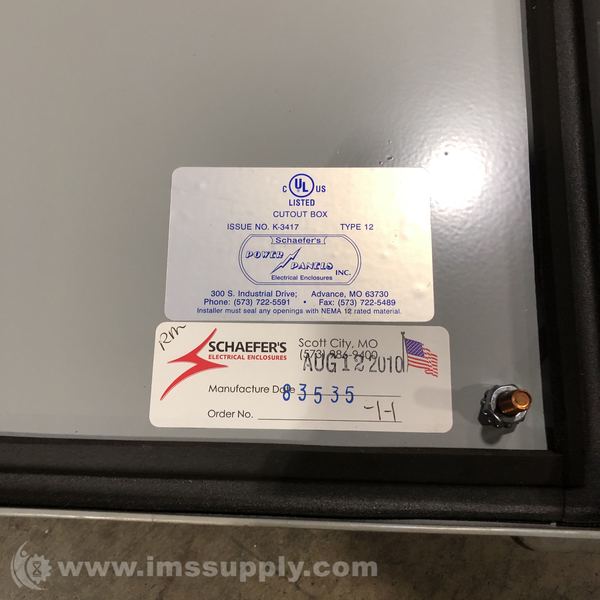 C UL US
LISTED
CUTOUT BOX
ISSUE NO. K-3417 TYPE 12
Schaefer's
POWER PANELS INC.
Electrical Enclosures
300 S. Industrial Drive; Advance, MO 63730
Phone: (573) 722-5591 • Fax: (573) 722-5489
Installer must seal any openings with NEMA 12 rated material.
RM
SCHAEFER'S
ELECTRICAL ENCLOSURES
Scott City, MO
(573) 986-9400
AUG 12 2010
Manufacture Date
83535
Order No. -1-1
www.imssupply.com